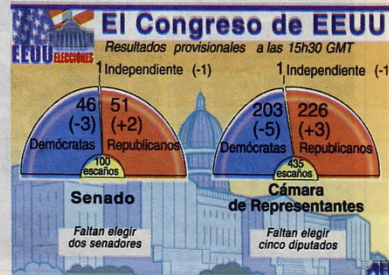 El Congreso de EEUU
EEUU ELECCIONES
Resultados provisionales a las 15h30 GMT
1 Independiente (-1)
46
(-3)
Demócratas
51
(+2)
Republicanos
100
escaños
Senado
Faltan elegir
dos senadores
1 Independiente (-1
203
(-5)
Demócratas
226
(+3)
Republicanos
435
escaños
Cámara
de Representantes
Faltan elegir
cinco diputados